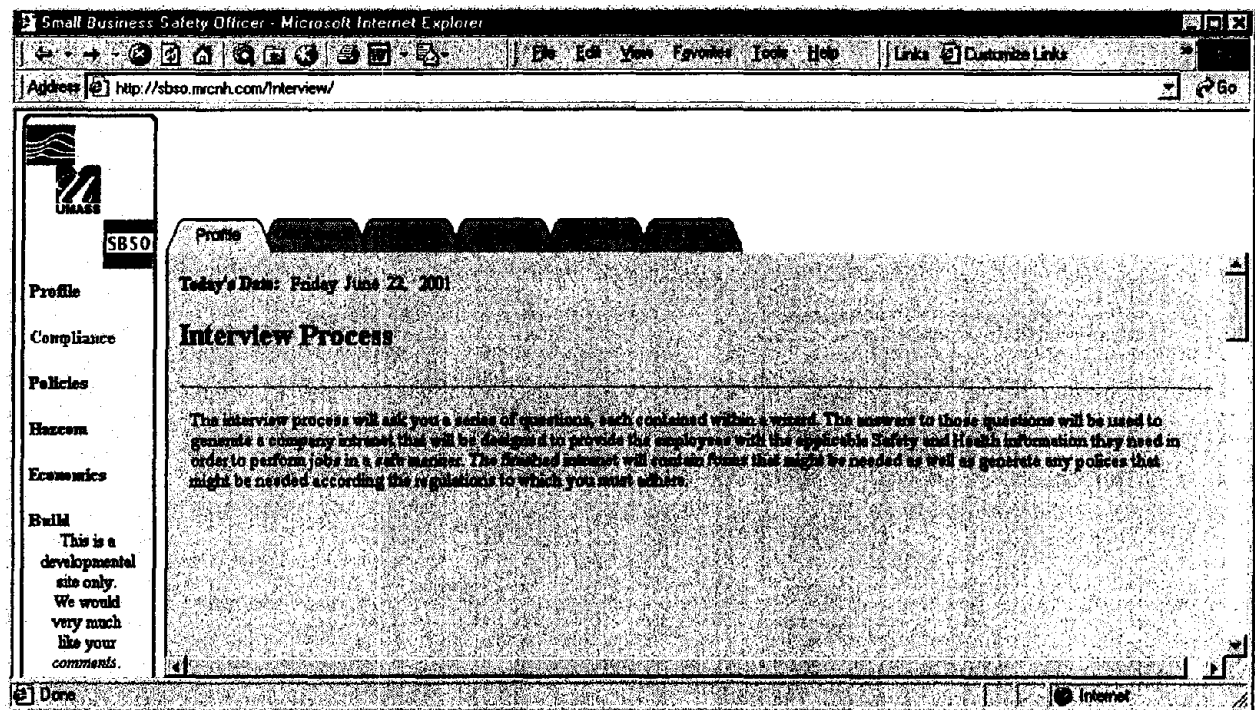 Small Business Safety Officer - Microsoft Internet Explorer
File Edit View Favorites Tools Help Links Customize Links
Address http://sbso.mrcnh.com/Interview/ Go
UMASS
SBSO
Profile
Compliance
Policies
Hazcom
Economics
Build
This is a
developmental
site only.
We would
very much
like your
comments.
Profile
Today's Date: Friday June 22, 2001
Interview Process
The interview process will ask you a series of questions, each contained within a wizard. The answers to those questions will be used to
generate a company intranet that will be designed to provide the employees with the applicable Safety and Health information they need in
order to perform jobs in a safe manner. The finished intranet will contain forms that might be needed as well as generate any polices that
might be needed according the regulations to which you must adhere.
Done Internet